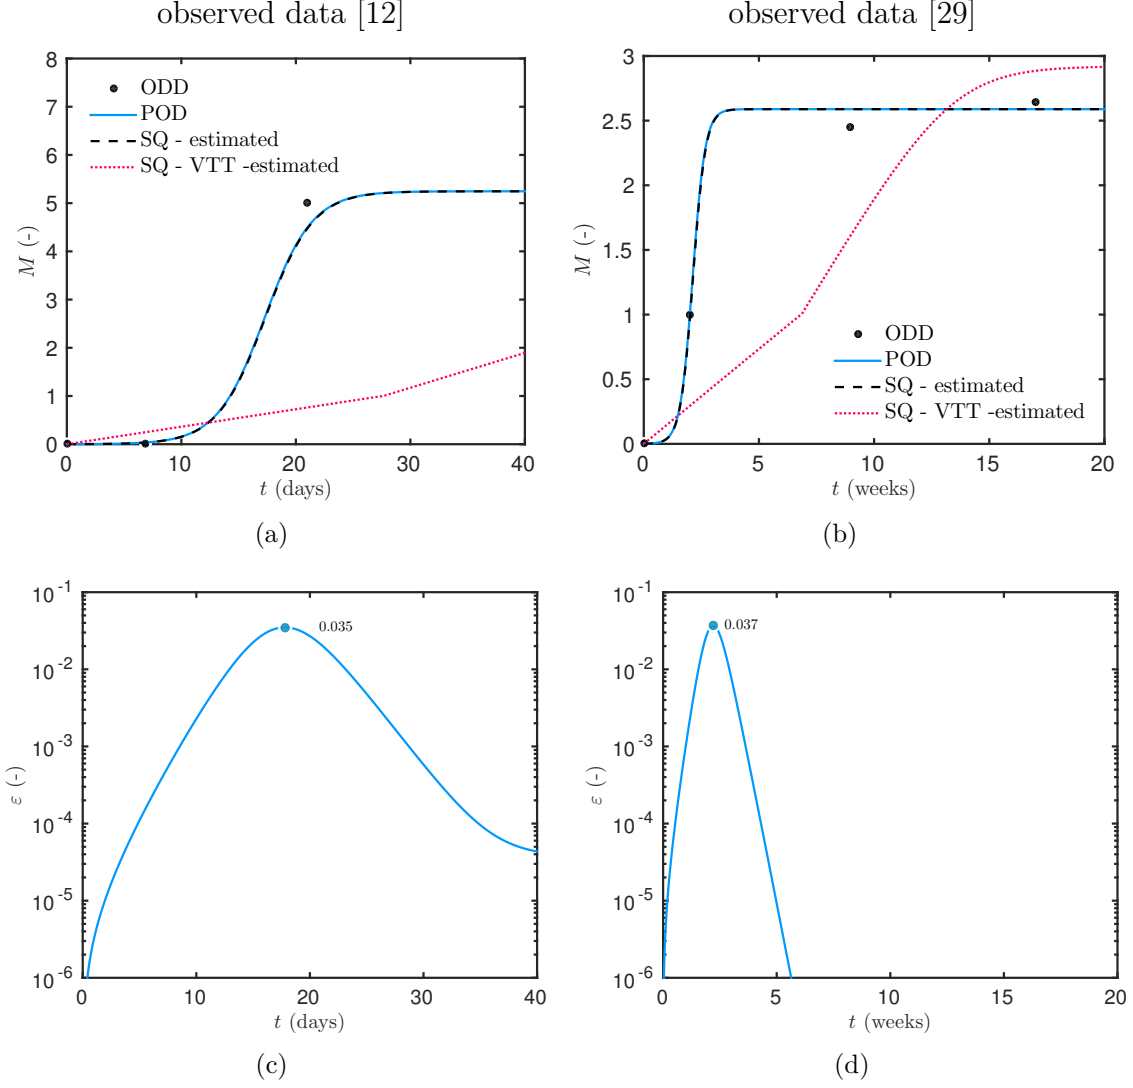 observed data [12]
observed data [29]
8
7
6
5
4
3
2
1
0
M (-)
ODD
POD
SQ - estimated
SQ - VTT -estimated
0
10
20
30
40
t (days)
(a)
3
2.5
2
1.5
1
0.5
0
M (-)
ODD
POD
SQ - estimated
SQ - VTT -estimated
0
5
10
15
20
t (weeks)
(b)
10^-1
10^-2
10^-3
10^-4
10^-5
10^-6
ε (-)
0.035
0
10
20
30
40
t (days)
(c)
10^-1
10^-2
10^-3
10^-4
10^-5
10^-6
ε (-)
0.037
0
5
10
15
20
t (weeks)
(d)